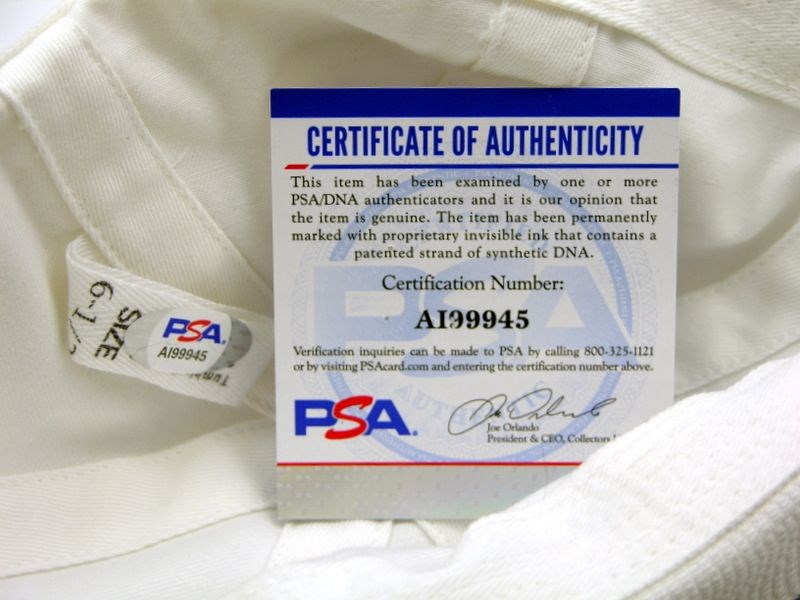 CERTIFICATE OF AUTHENTICITY
This item has been examined by one or more
PSA/DNA authenticators and it is our opinion that
the item is genuine. The item has been permanently
marked with proprietary invisible ink that contains a
patented strand of synthetic DNA.
Certification Number:
AI99945
Verification inquiries can be made to PSA by calling 800-325-1121
or by visiting PSAcard.com and entering the certification number above.
PSA.
Joe Orlando
President & CEO, Collectors
PSA.
AI99945
SIZE
6-1
PSA